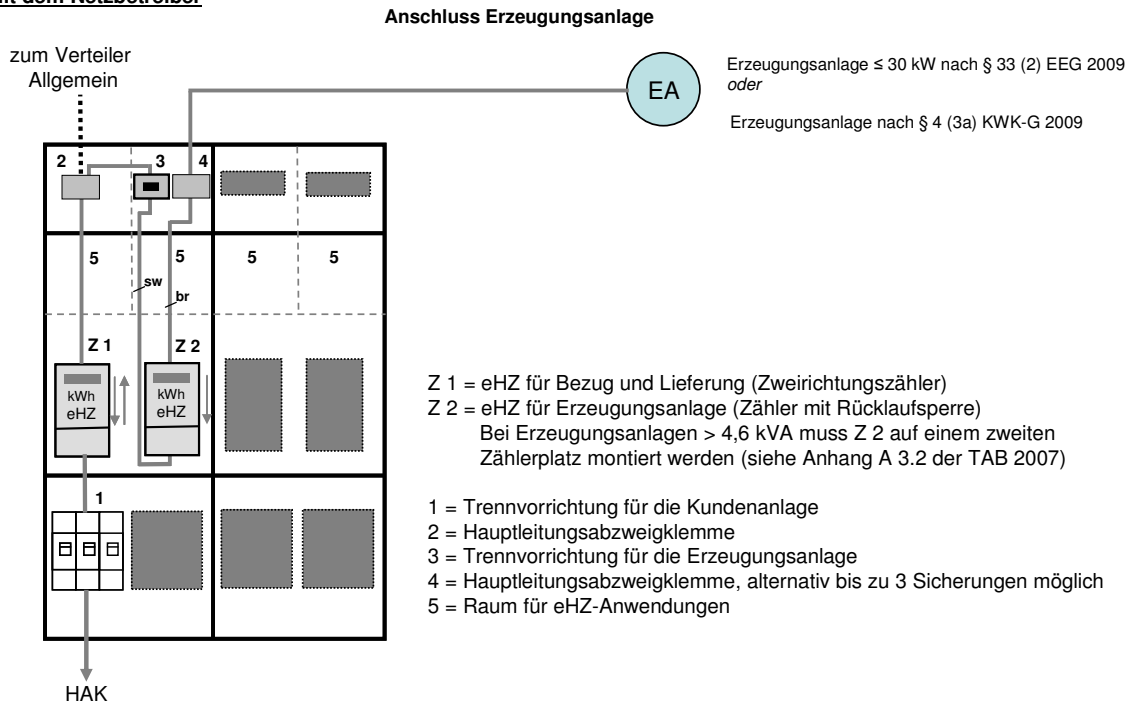 Anschluss Erzeugungsanlage
zum Verteiler
Allgemein
EA
Erzeugungsanlage ≤ 30 kW nach § 33 (2) EEG 2009
oder
Erzeugungsanlage nach § 4 (3a) KWK-G 2009
2 3 4
5 5 5 5
sw
br
Z 1 Z 2
kWh
eHZ
kWh
eHZ
Z 1 = eHZ für Bezug und Lieferung (Zweirichtungszähler)
Z 2 = eHZ für Erzeugungsanlage (Zähler mit Rücklaufsperre)
Bei Erzeugungsanlagen > 4,6 kVA muss Z 2 auf einem zweiten
Zählerplatz montiert werden (siehe Anhang A 3.2 der TAB 2007)
1
1 = Trennvorrichtung für die Kundenanlage
2 = Hauptleitungsabzweigklemme
3 = Trennvorrichtung für die Erzeugungsanlage
4 = Hauptleitungsabzweigklemme, alternativ bis zu 3 Sicherungen möglich
5 = Raum für eHZ-Anwendungen
HAK